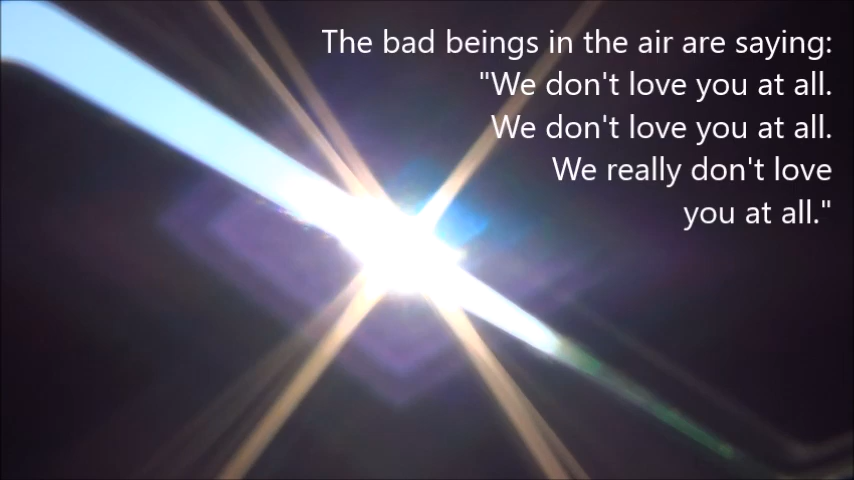 The bad beings in the air are saying:
"We don't love you at all.
We don't love you at all.
We really don't love
you at all."